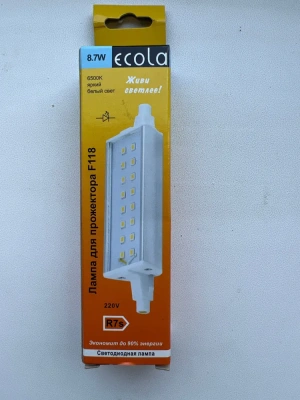 8.7W
ecola
6500K
яркий
белый свет
Живи
светлее!
Лампа для прожектора F118
220V
R7s
Экономит до 90% энергии
Светодиодная лампа